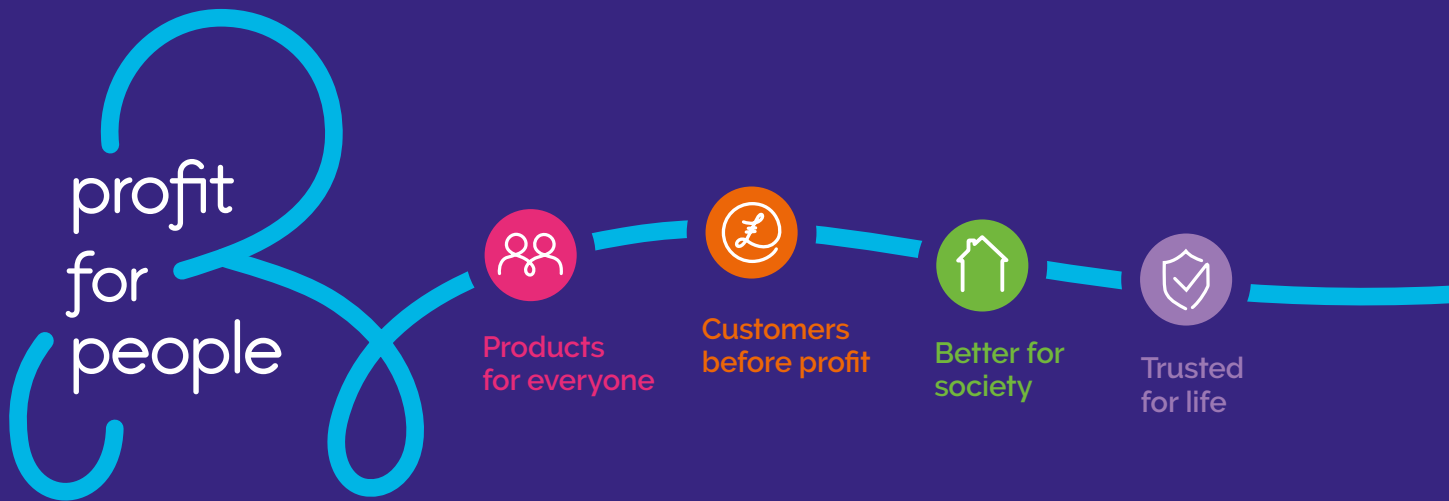 profit
for
people
Products
for everyone
Customers
before profit
Better for
society
Trusted
for life